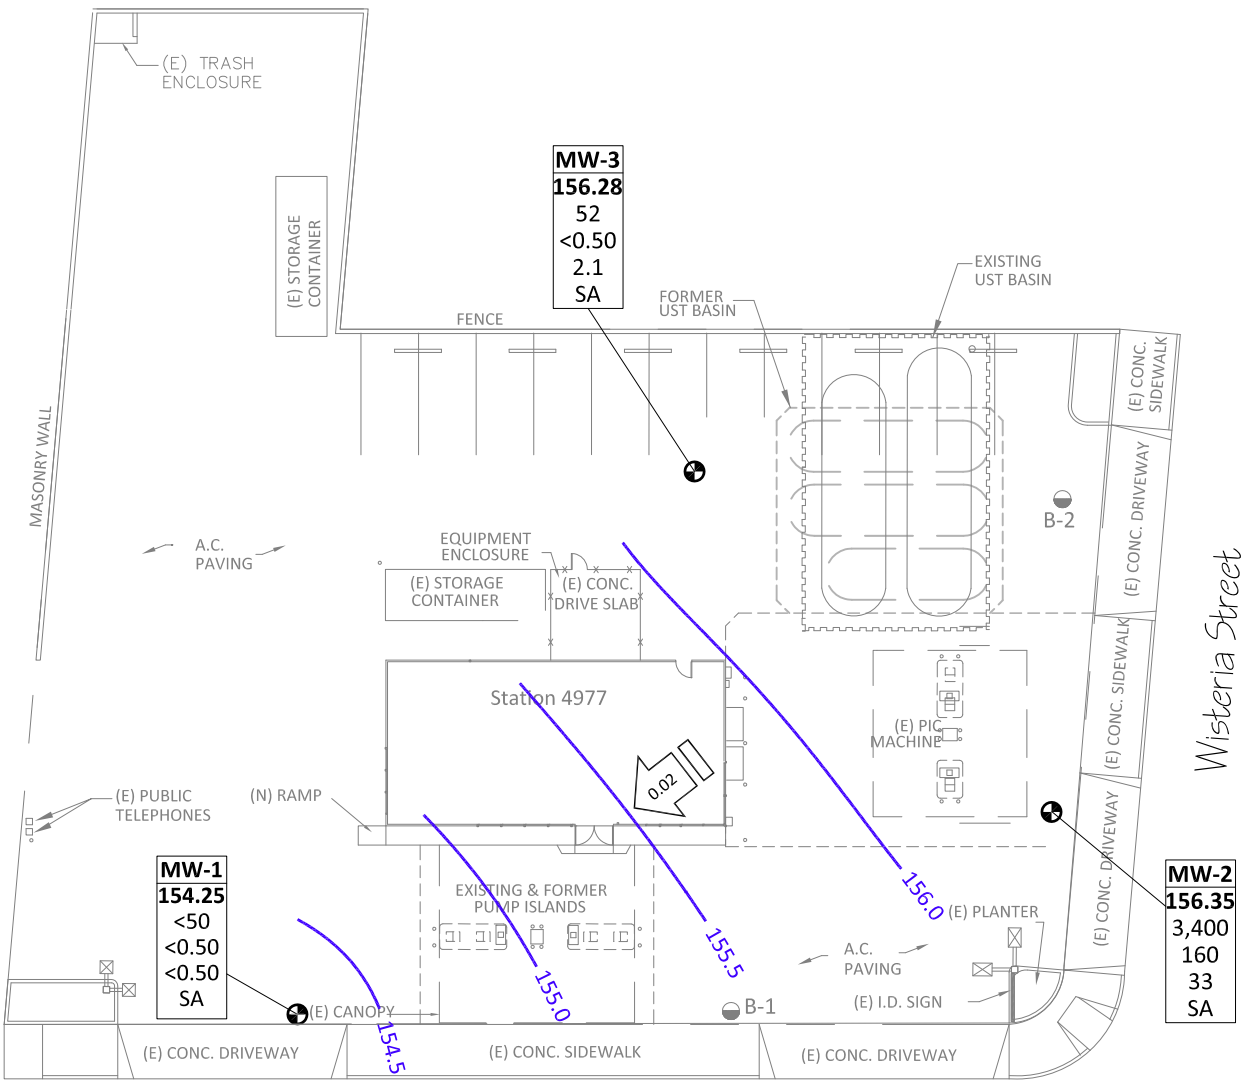 (E) TRASH
ENCLOSURE
MW-3
156.28
52
<0.50
2.1
SA
(E) STORAGE
CONTAINER
EXISTING
UST BASIN
FORMER
UST BASIN
FENCE
(E) CONC.
SIDEWALK
MASONRY WALL
(E) CONC. DRIVEWAY
B-2
A.C.
PAVING
EQUIPMENT
ENCLOSURE
(E) STORAGE
CONTAINER
(E) CONC.
DRIVE SLAB
Wisteria Street
(E) CONC. SIDEWALK
Station 4977
(E) PIC
MACHINE
0.02
(E) PUBLIC
TELEPHONES
(N) RAMP
(E) CONC. DRIVEWAY
MW-1
154.25
<50
<0.50
<0.50
SA
EXISTING & FORMER
PUMP ISLANDS
156.0
155.5
155.0
154.5
MW-2
156.35
3,400
160
33
SA
(E) PLANTER
A.C.
PAVING
(E) I.D. SIGN
(E) CANOPY
B-1
(E) CONC. DRIVEWAY
(E) CONC. SIDEWALK
(E) CONC. DRIVEWAY